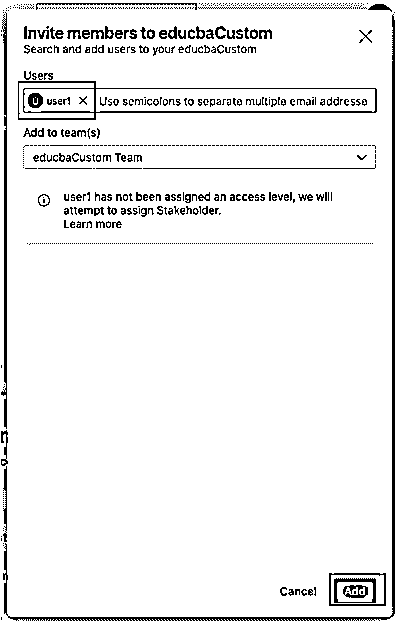 Invite members to educbaCustom
Search and add users to your educbaCustom
Users
user1 Use semicolons to separate multiple email addresse
Add to team(s)
educbaCustom Team
user1 has not been assigned an access level, we will
attempt to assign Stakeholder.
Learn more
Cancel Add